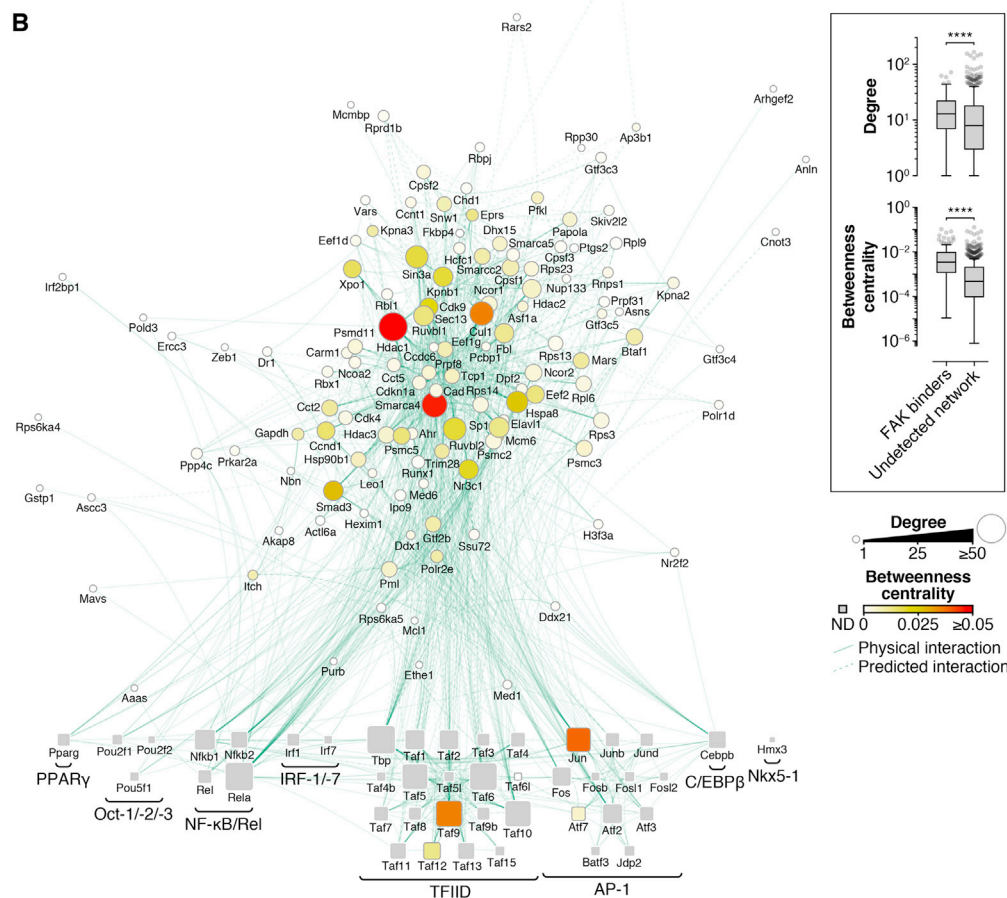 B
Rars2
Mcmbp
Rprd1b
Arhgef2
Rpp30
Ap3b1
Rbpj
Gtf3c3
Anln
Cpsf2
Chd1
Vars
Ccnt1
Snw1
Eprs
Pfkl
Skiv2l2
Kpna3
Fkbp4
Dhx15
Papola
Cnot3
Eef1d
Hcfc1
Smarca5
Ptgs2
Rpl9
Sin3a
Smarcc2
Cpsf3
Xpo1
Kpnb1
Cpsf1
Rps23
Rnps1
Irf2bp1
Ncor1
Nup133
Kpna2
Rbl1
Cdk9
Hdac2
Prpf31
Sec13
Asf1a
Asns
Pold3
Psmd11
Ruvbl1
Cul1
Gtf3c5
Ercc3
Hdac1
Eef1g
Fbl
Zeb1
Dr1
Carm1
Ccdc6
Pcbp1
Rps13
Btaf1
Gtf3c4
Ncoa2
Prpf8
Mars
Rbx1
Cct5
Tcp1
Dpf2
Ncor2
Cdkn1a
Cad
Rps14
Eef2
Rpl6
Cct2
Smarca4
Hspa8
Polr1d
Rps6ka4
Cdk4
Sp1
Elavl1
Rps3
Gapdh
Ccnd1
Hdac3
Ahr
Ruvbl2
Mcm6
Ppp4c
Prkar2a
Hsp90b1
Psmc5
Psmc2
Psmc3
Nbn
Trim28
Runx1
Leo1
Nr3c1
Gstp1
Ascc3
Smad3
Med6
Ipo9
Actl6a
Hexim1
H3f3a
Akap8
Ddx1
Gtf2b
Ssu72
Nr2f2
Itch
Pml
Polr2e
Mavs
Rps6ka5
Ddx21
Mcl1
Purb
Ethe1
Aaas
Med1
Pparg
Pou2f1
Pou2f2
Nfkb1
Nfkb2
Irf1
Irf7
Tbp
Taf1
Taf2
Taf3
Taf4
Jun
Junb
Jund
Cebpb
Hmx3
PPARγ
Pou5f1
Rel
Rela
IRF-1/-7
Taf4b
Taf5
Taf5l
Taf6
Taf6l
Fos
Fosb
Fosl1
Fosl2
C/EBPβ
Nkx5-1
Oct-1/-2/-3
NF-κB/Rel
Taf7
Taf8
Taf9
Taf9b
Taf10
Atf7
Atf2
Atf3
Taf11
Taf12
Taf13
Taf15
Batf3
Jdp2
TFIID
AP-1
****
10²
10¹
10⁰
Degree
****
10⁻²
10⁻⁴
10⁻⁶
Betweenness
centrality
FAK binders
Undetected network
Degree
1 25 ≥50
Betweenness
centrality
ND 0 0.025 ≥0.05
Physical interaction
Predicted interaction